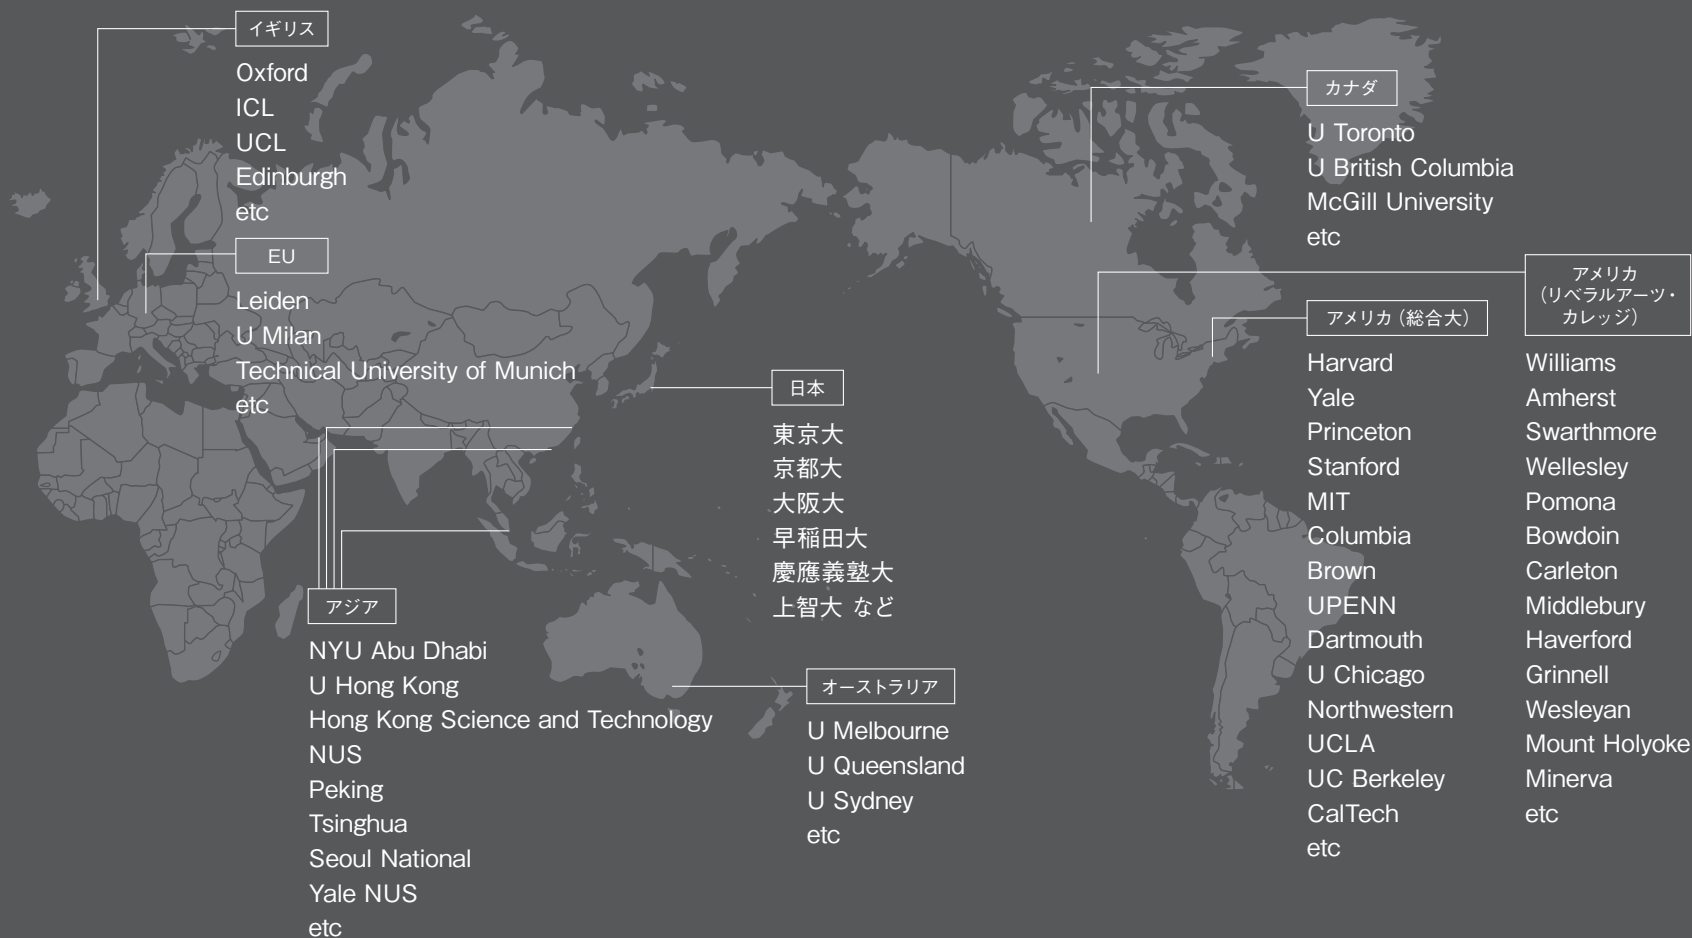 イギリス
Oxford
ICL
UCL
Edinburgh
etc
EU
Leiden
U Milan
Technical University of Munich
etc
アジア
NYU Abu Dhabi
U Hong Kong
Hong Kong Science and Technology
NUS
Peking
Tsinghua
Seoul National
Yale NUS
etc
日本
東京大
京都大
大阪大
早稲田大
慶應義塾大
上智大 など
オーストラリア
U Melbourne
U Queensland
U Sydney
etc
カナダ
U Toronto
U British Columbia
McGill University
etc
アメリカ（総合大）
Harvard
Yale
Princeton
Stanford
MIT
Columbia
Brown
UPENN
Dartmouth
U Chicago
Northwestern
UCLA
UC Berkeley
CalTech
etc
アメリカ
（リベラルアーツ・
カレッジ）
Williams
Amherst
Swarthmore
Wellesley
Pomona
Bowdoin
Carleton
Middlebury
Haverford
Grinnell
Wesleyan
Mount Holyoke
Minerva
etc